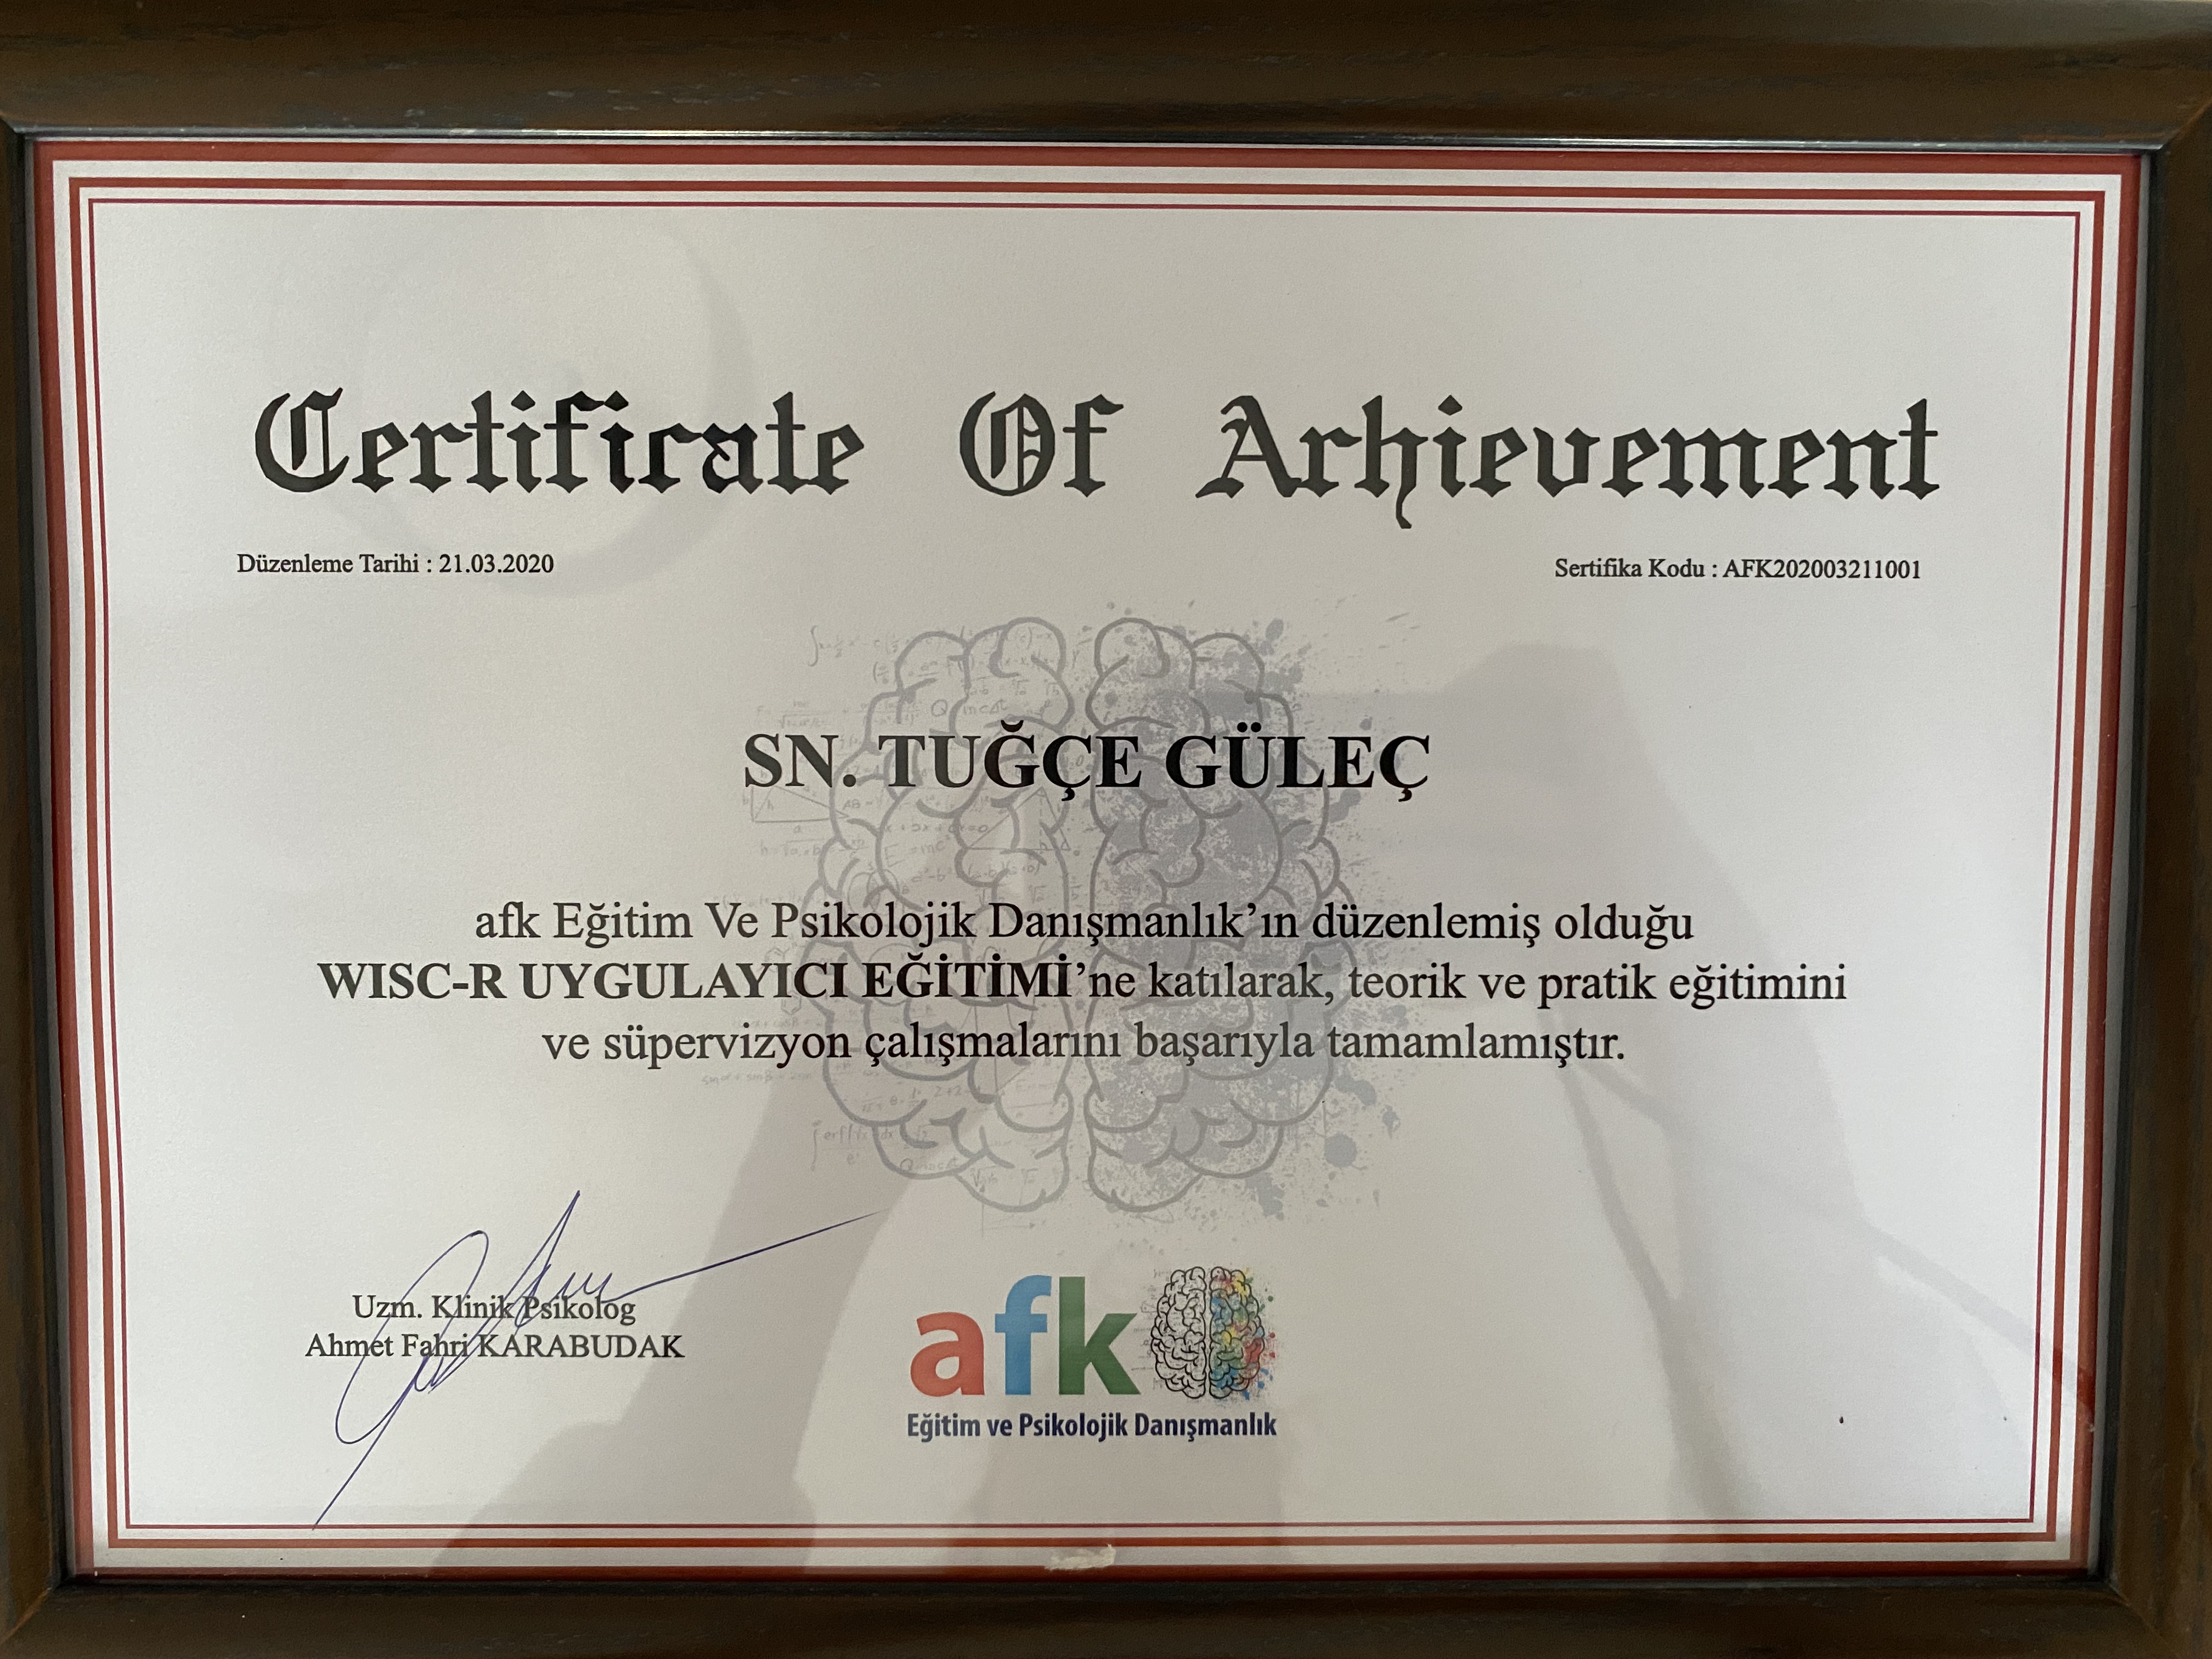 Certificate Of Achievement
Düzenleme Tarihi : 21.03.2020
Sertifika Kodu : AFK202003211001
SN. TUĞÇE GÜLEÇ
afk Eğitim Ve Psikolojik Danışmanlık’ın düzenlemiş olduğu
WISC-R UYGULAYICI EĞİTİMİ’ne katılarak, teorik ve pratik eğitimini
ve süpervizyon çalışmalarını başarıyla tamamlamıştır.
Uzm. Klinik Psikolog
Ahmet Fahri KARABUDAK
afk
Eğitim ve Psikolojik Danışmanlık